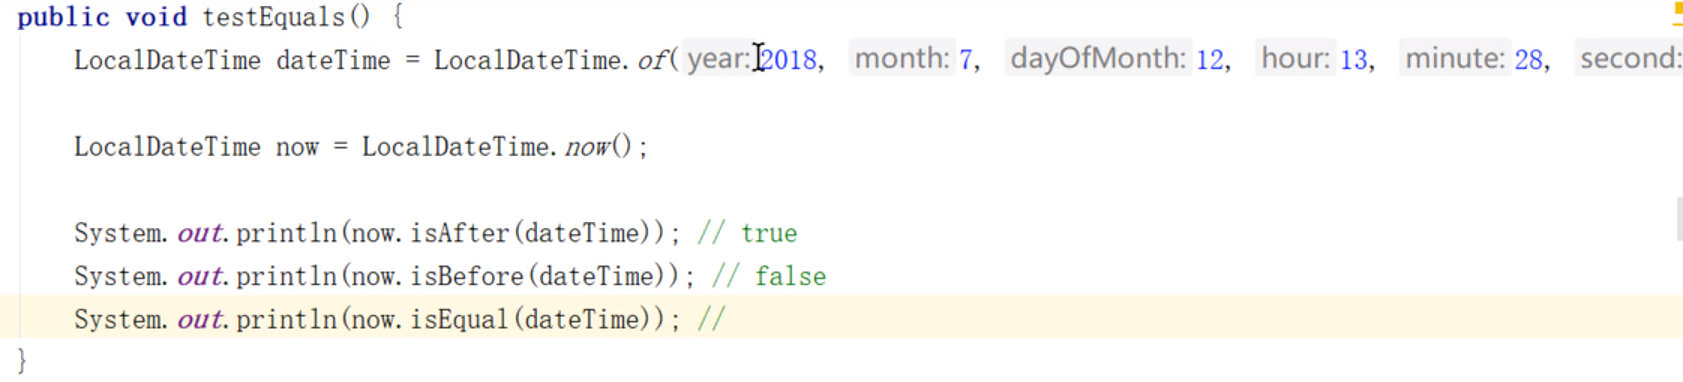 public void testEquals() {
LocalDateTime dateTime = LocalDateTime.of( year: 2018, month: 7, dayOfMonth: 12, hour: 13, minute: 28, second:
LocalDateTime now = LocalDateTime.now();
System.out.println(now.isAfter(dateTime)); // true
System.out.println(now.isBefore(dateTime)); // false
System.out.println(now.isEqual(dateTime)); //
}